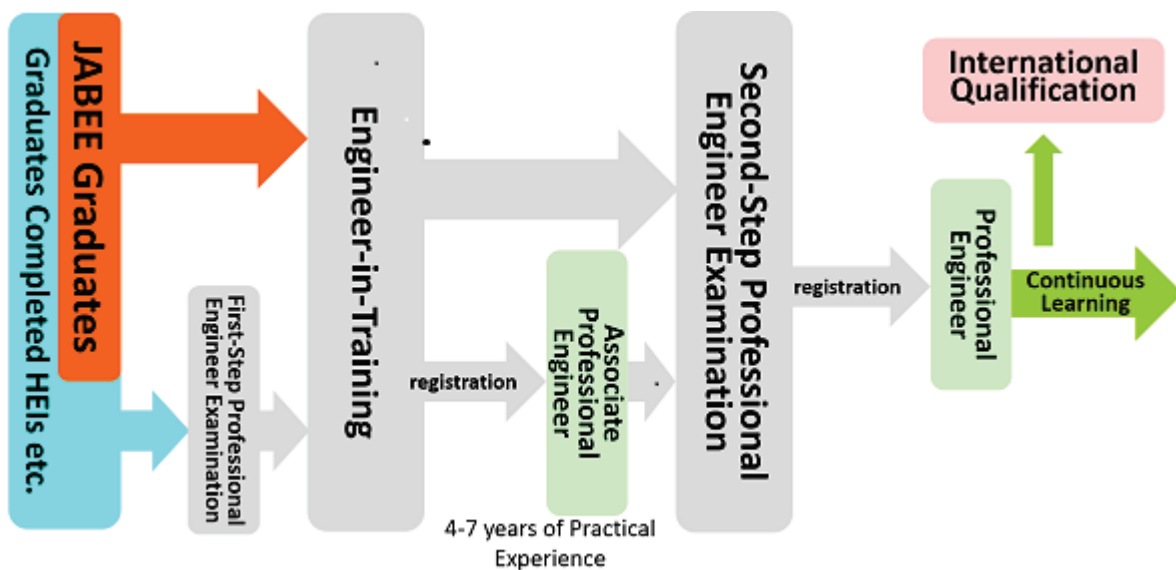 JABEE Graduates
Graduates Completed HEIs etc.
First-Step Professional
Engineer Examination
Engineer-in-Training
registration
Associate
Professional
Engineer
4-7 years of Practical
Experience
Second-Step Professional
Engineer Examination
registration
Professional
Engineer
International
Qualification
Continuous
Learning